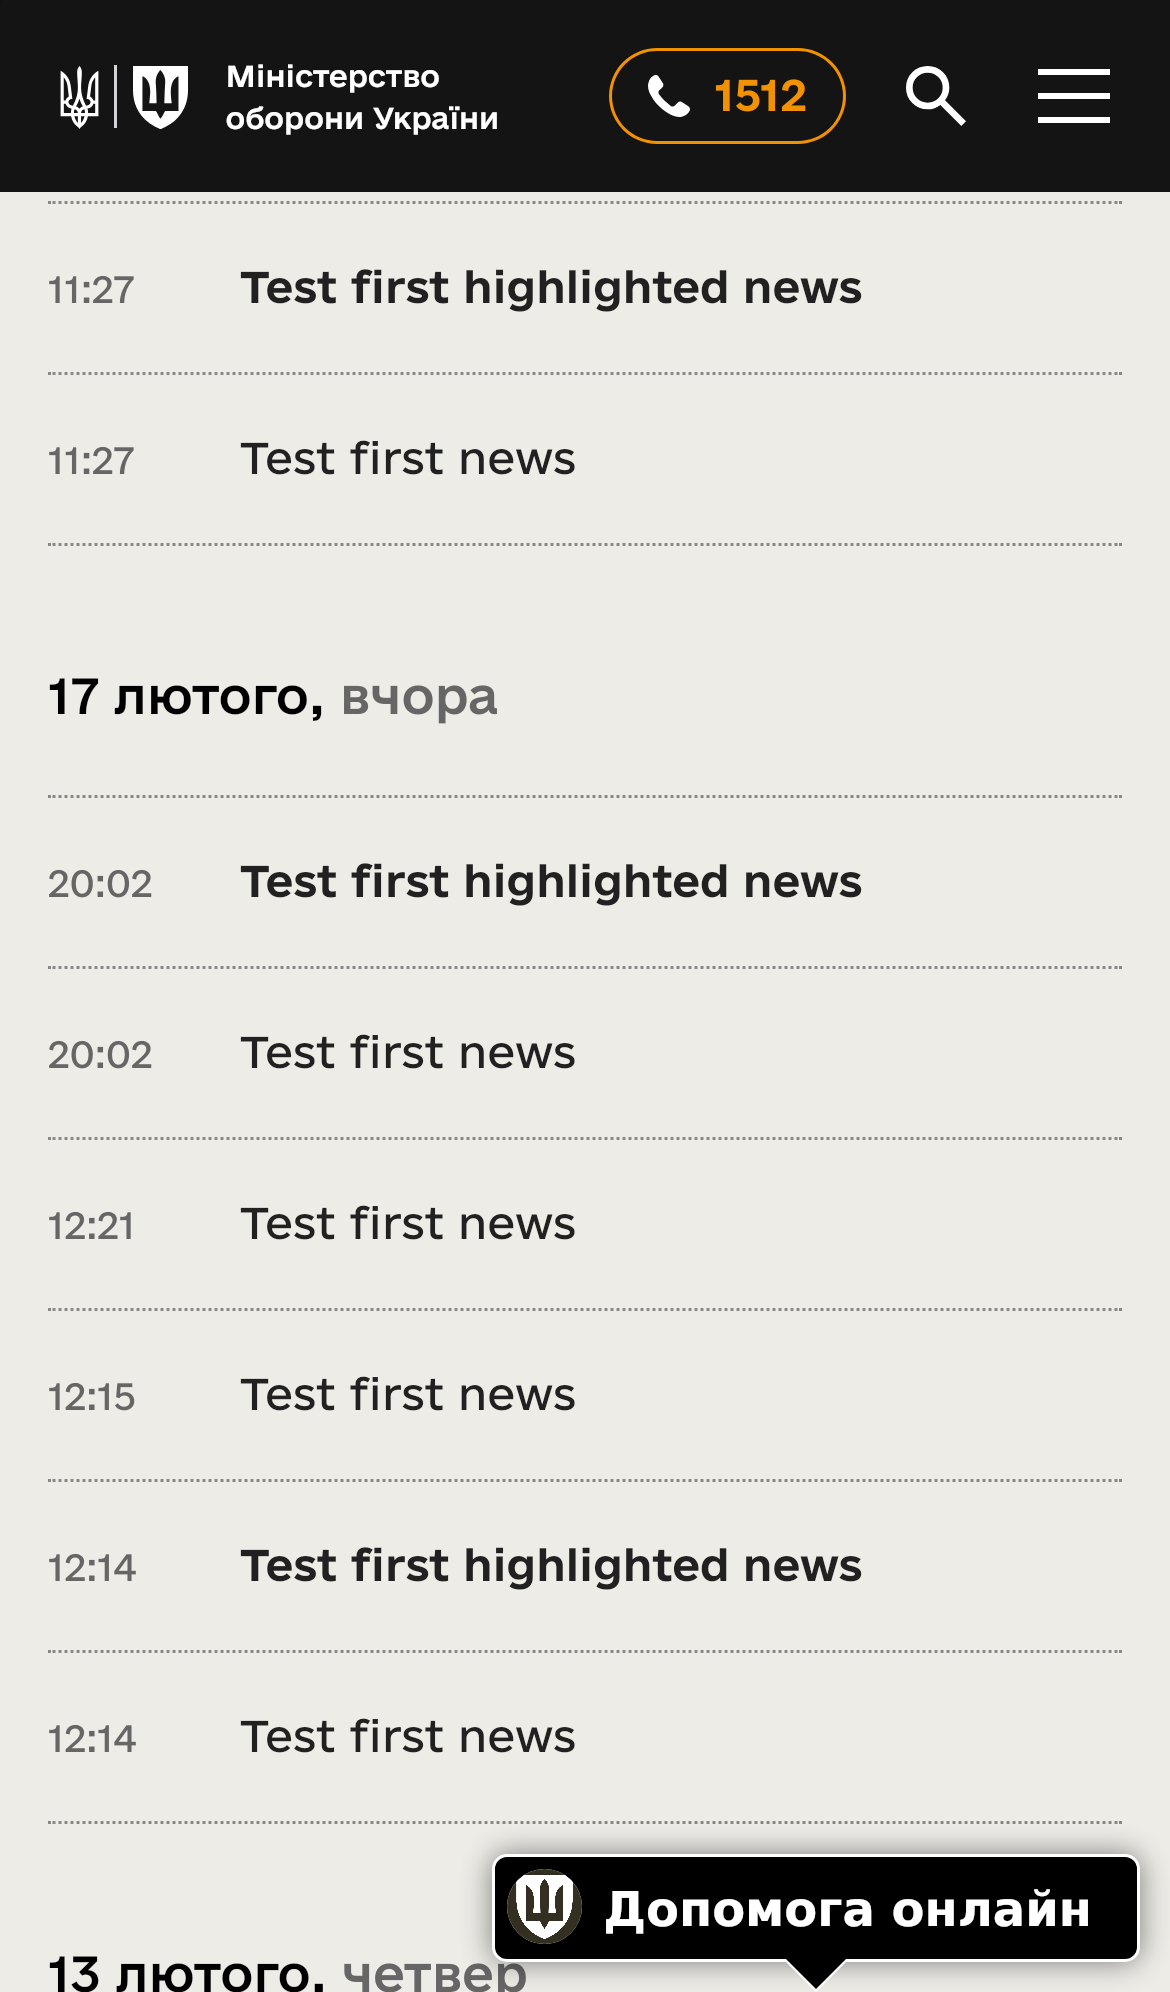 Міністерство
оборони України
1512
11:27 Test first highlighted news
11:27 Test first news
17 лютого, вчора
20:02 Test first highlighted news
20:02 Test first news
12:21 Test first news
12:15 Test first news
12:14 Test first highlighted news
12:14 Test first news
Допомога онлайн
13 лютого, четвер